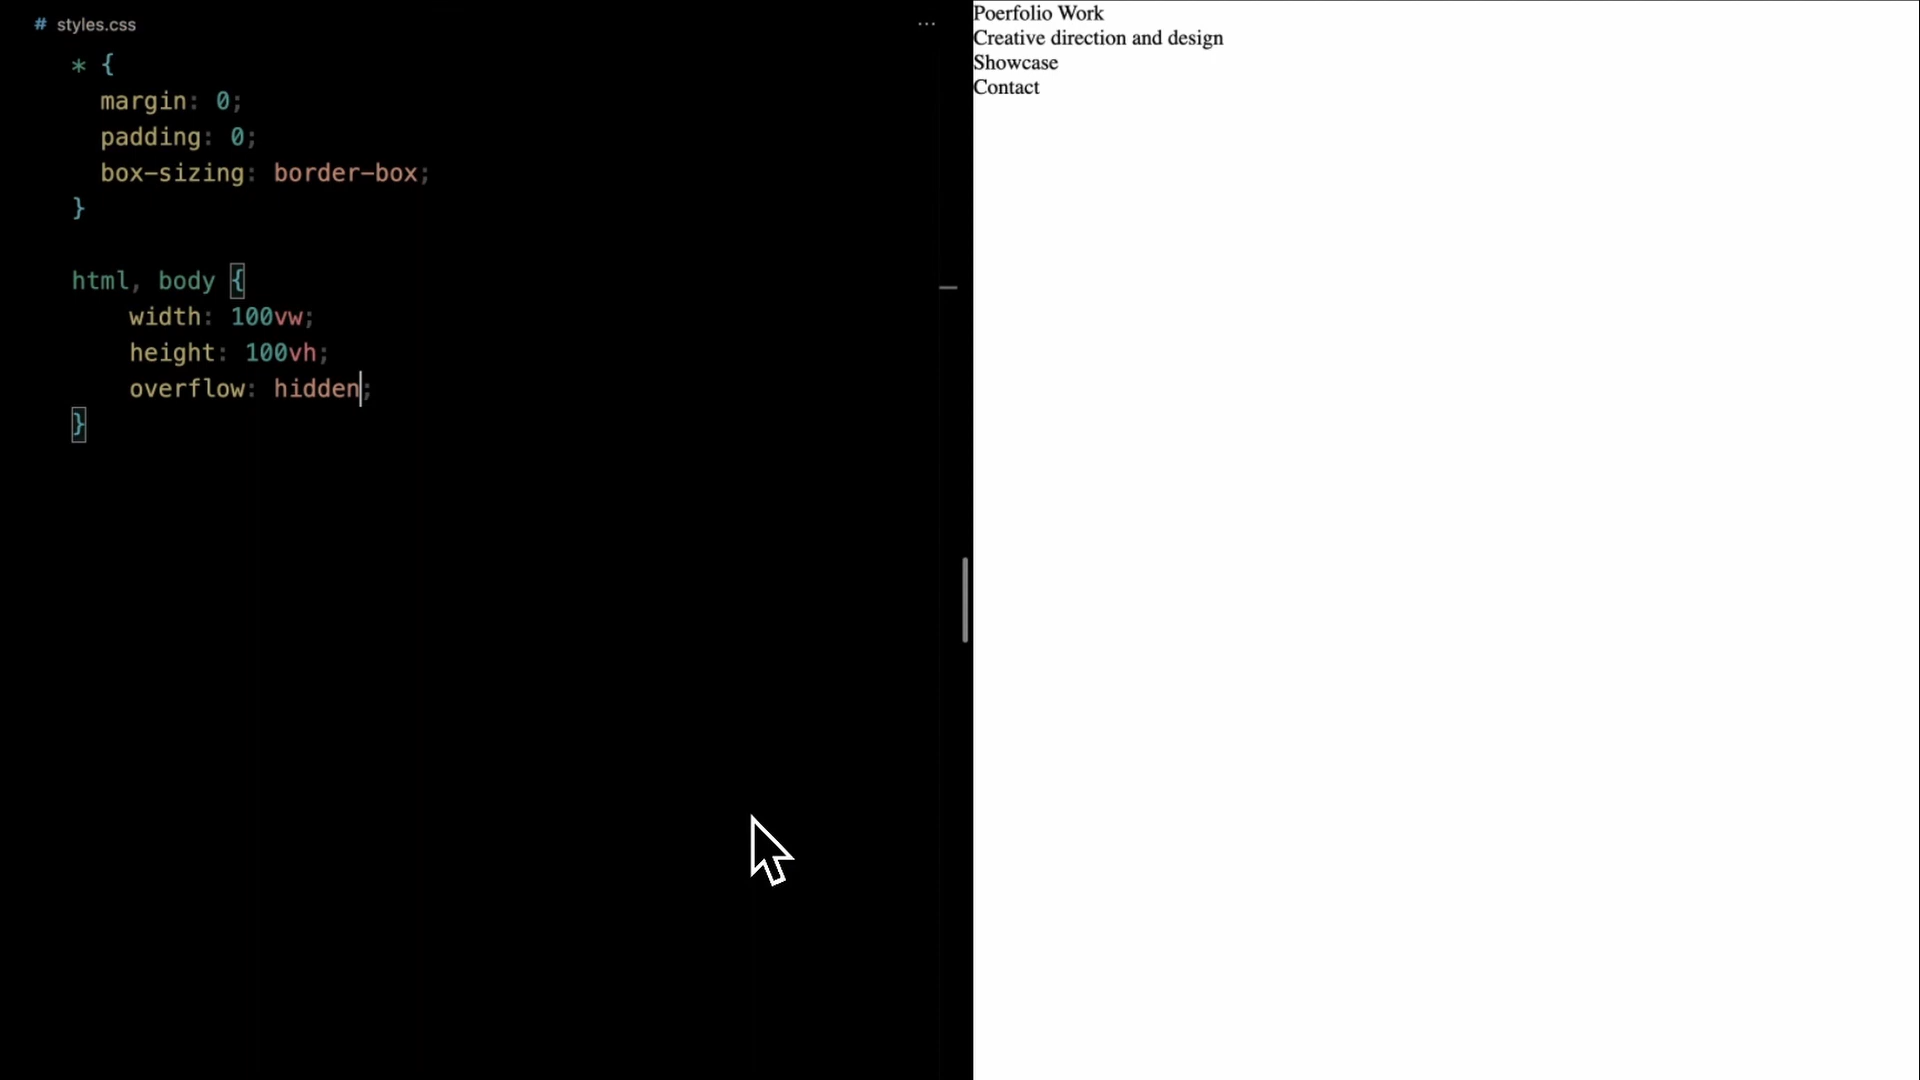 # styles.css ...
* {
  margin: 0;
  padding: 0;
  box-sizing: border-box;
}

html, body {
    width: 100vw;
    height: 100vh;
    overflow: hidden;
}
Poerfolio Work
Creative direction and design
Showcase
Contact